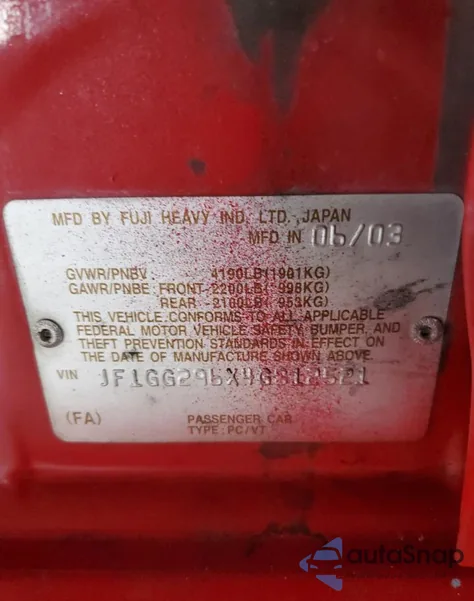 MFD BY FUJI HEAVY IND. LTD., JAPAN
MFD IN 06/03
GVWR/PNBV 4190LB(1901KG)
GAWR/PNBE FRONT-2200LB( 998KG)
REAR -2100LB( 953KG)
THIS VEHICLE CONFORMS TO ALL APPLICABLE
FEDERAL MOTOR VEHICLE SAFETY, BUMPER, AND
THEFT PREVENTION STANDARDS IN EFFECT ON
THE DATE OF MANUFACTURE SHOWN ABOVE.
VIN JF1GG296X4G812521
(FA) PASSENGER CAR
TYPE: PC/VT
autoSnap